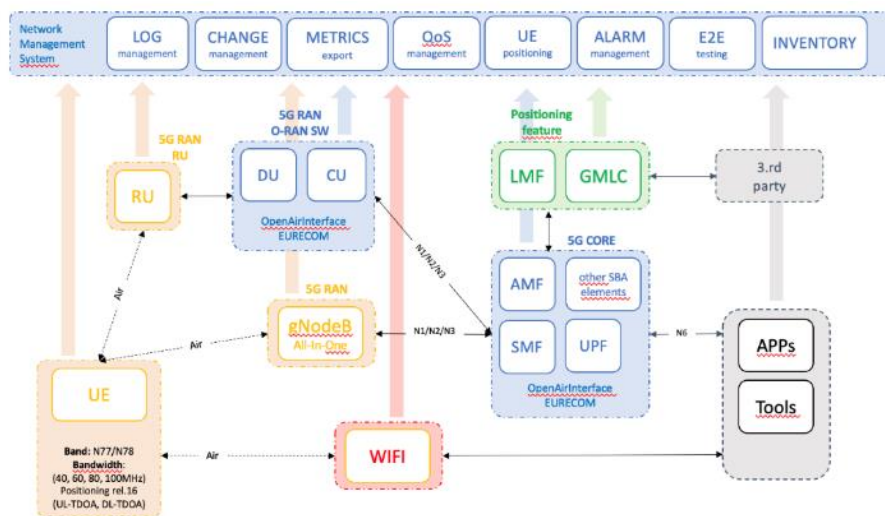 Network
Management
System
LOG
management
CHANGE
management
METRICS
export
QoS
management
UE
positioning
ALARM
management
E2E
testing
INVENTORY
5G RAN
RU
RU
5G RAN
O-RAN SW
DU
CU
OpenAirInterface
EURECOM
Positioning
feature
LMF
GMLC
3.rd
party
5G CORE
AMF
other SBA
elements
SMF
UPF
OpenAirInterface
EURECOM
N1/N2/N3
Air
5G RAN
gNodeB
All-In-One
Air
N1/N2/N3
N6
APPs
Tools
UE
Band: N77/N78
Bandwidth:
(40, 60, 80, 100MHz)
Positioning rel.16
(UL-TDOA, DL-TDOA)
Air
WIFI